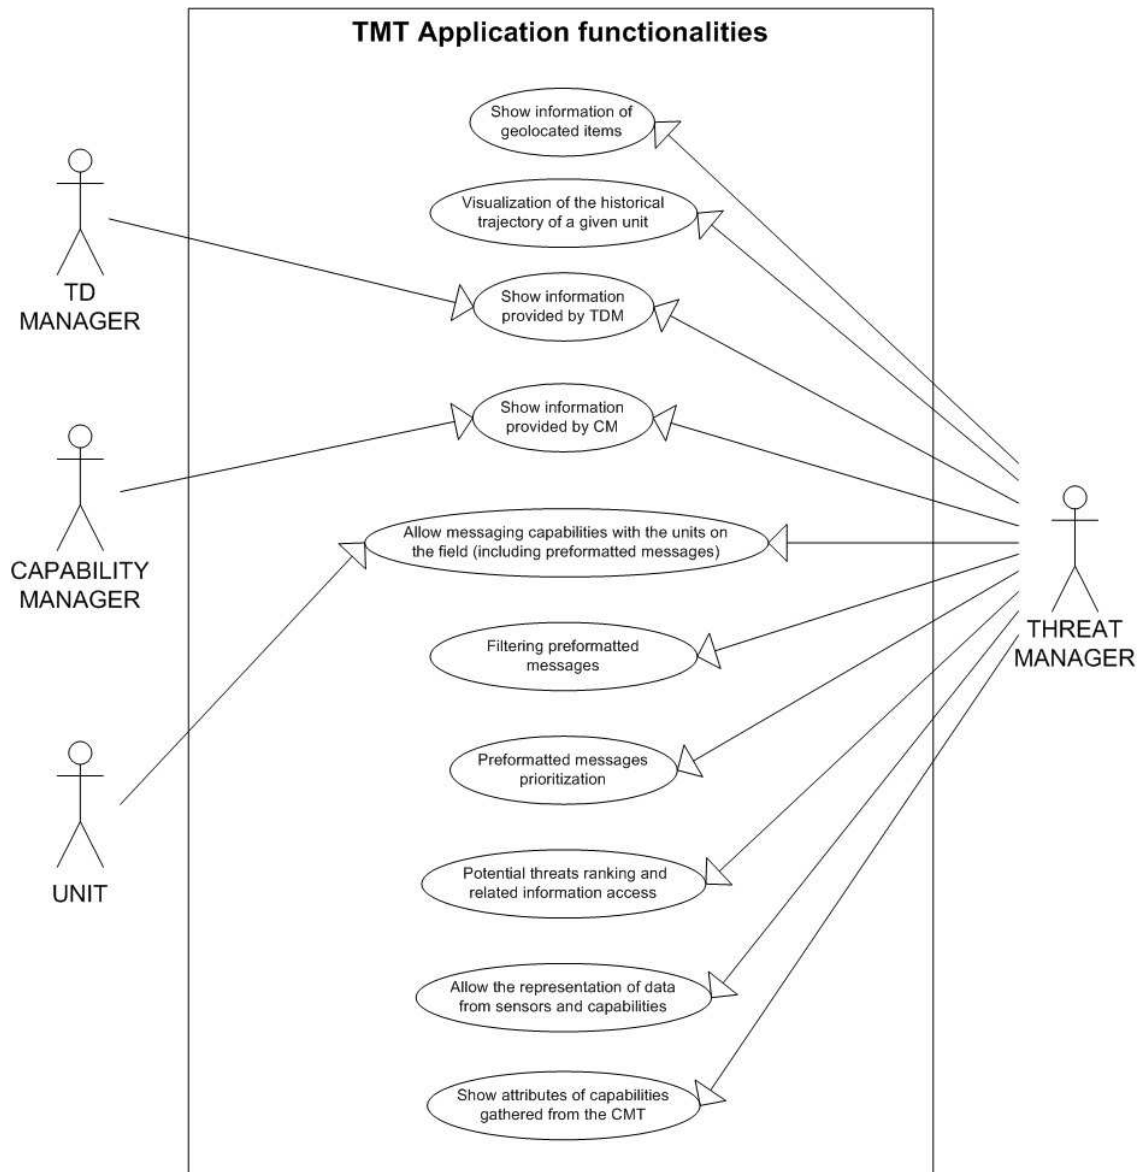 TMT Application functionalities
Show information of
geolocated items
Visualization of the historical
trajectory of a given unit
TD
MANAGER
Show information
provided by TDM
Show information
provided by CM
CAPABILITY
MANAGER
Allow messaging capabilities with the units on
the field (including preformatted messages)
THREAT
MANAGER
Filtering preformatted
messages
Preformatted messages
prioritization
UNIT
Potential threats ranking and
related information access
Allow the representation of data
from sensors and capabilities
Show attributes of capabilities
gathered from the CMT